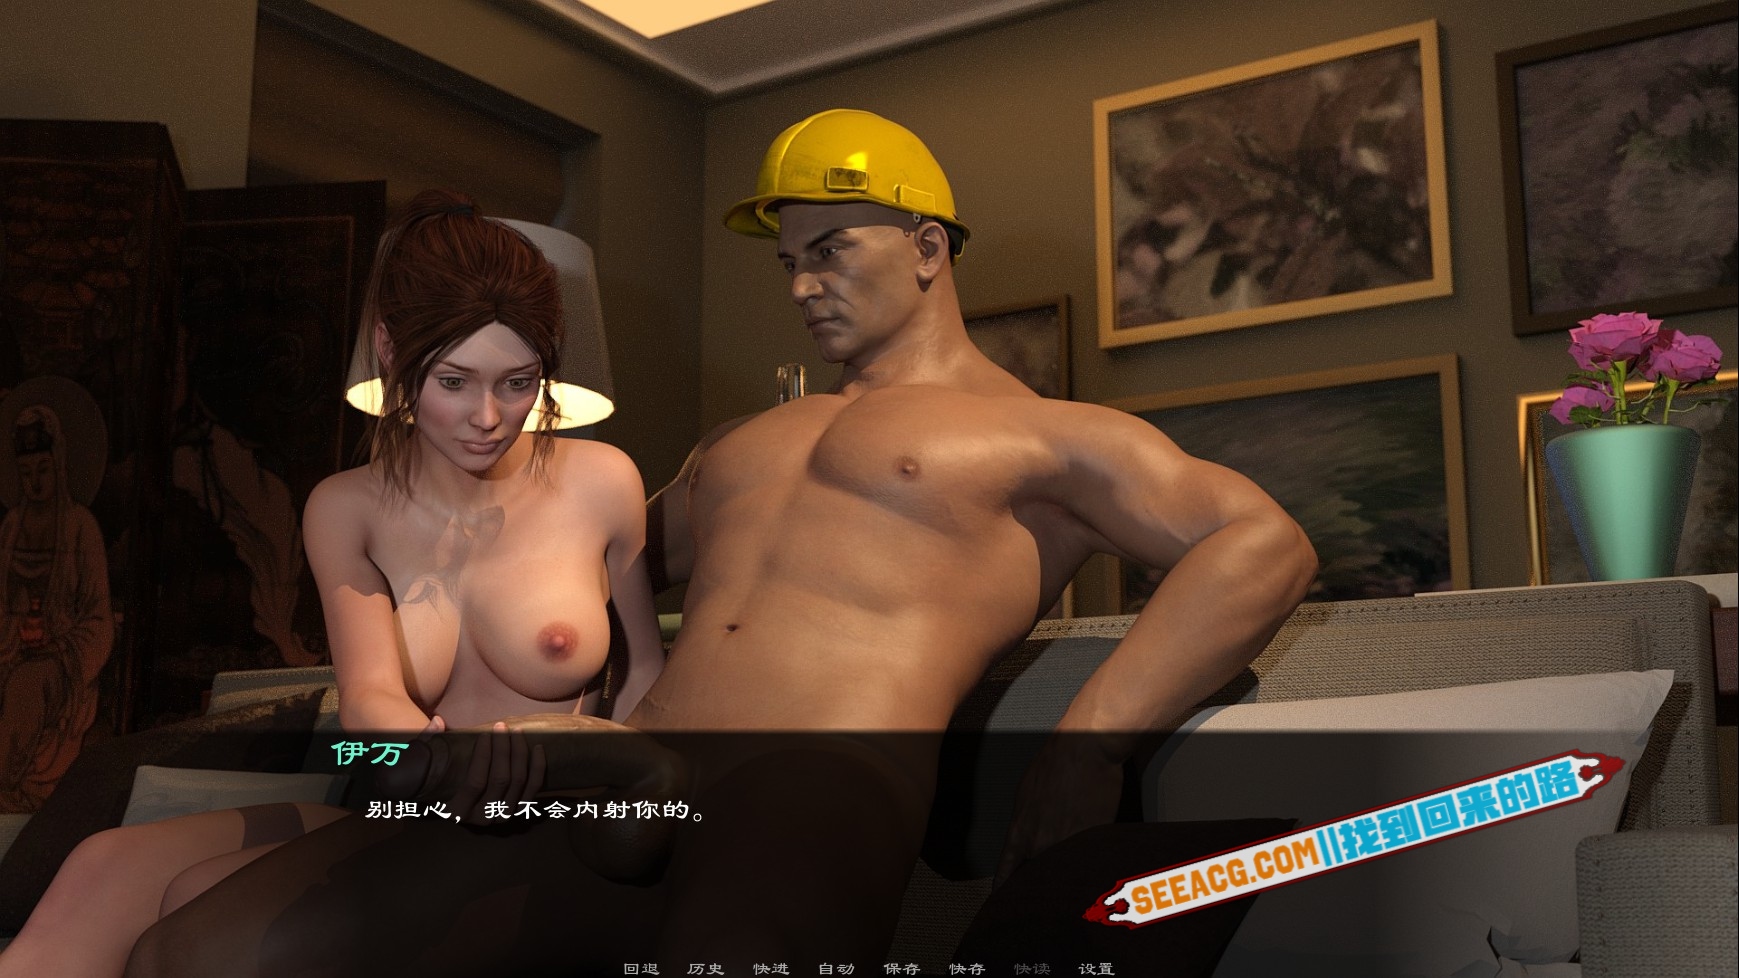 伊万
别担心，我不会内射你的。
SEEACG.COM||找到回来的路
回退 历史 快进 自动 保存 快存 快读 设置